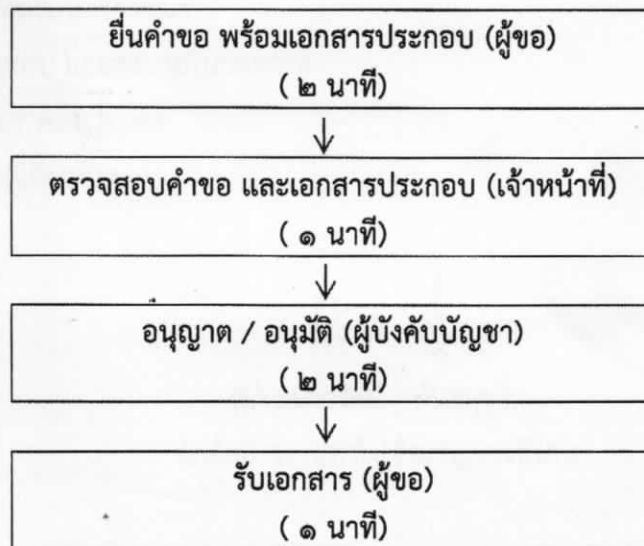 ยื่นคำขอ พร้อมเอกสารประกอบ (ผู้ขอ)
( ๒ นาที)
ตรวจสอบคำขอ และเอกสารประกอบ (เจ้าหน้าที่)
( ๑ นาที)
อนุญาต / อนุมัติ (ผู้บังคับบัญชา)
( ๒ นาที)
รับเอกสาร (ผู้ขอ)
( ๑ นาที)